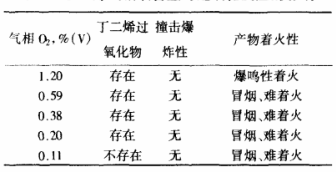 气相 O2,%(V) 丁二烯过氧化物 撞击爆炸性 产物着火性
1.20 存在 无 爆鸣性着火
0.59 存在 无 冒烟、难着火
0.38 存在 无 冒烟、难着火
0.20 存在 无 冒烟、难着火
0.11 不存在 无 冒烟、难着火